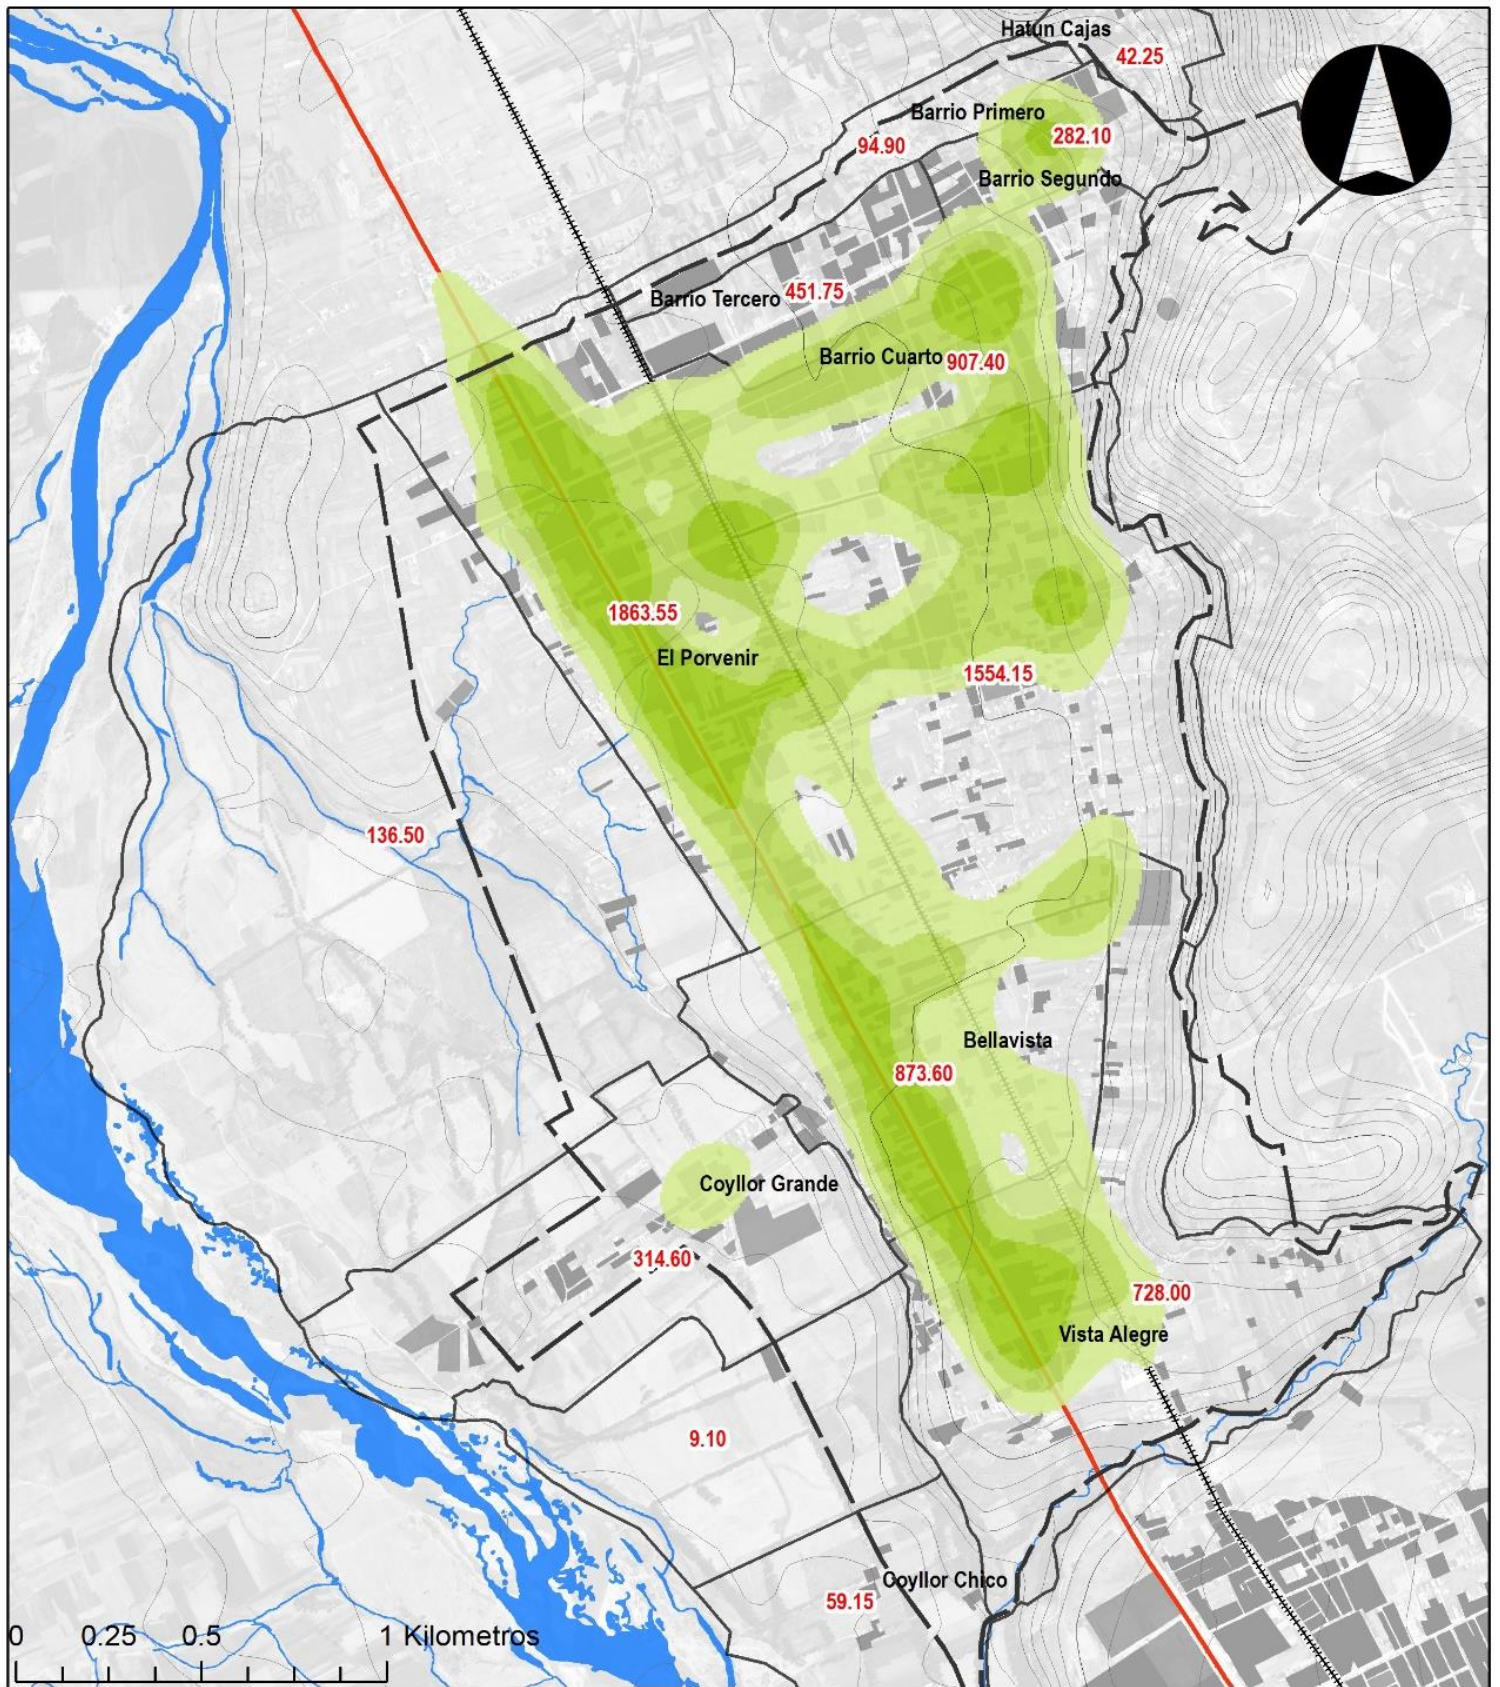 Hatun Cajas
42.25
Barrio Primero
282.10
94.90
Barrio Segundo
451.75
Barrio Tercero
Barrio Cuarto
907.40
1863.55
El Porvenir
1554.15
136.50
Bellavista
873.60
Coyllor Grande
314.60
728.00
Vista Alegre
9.10
Coyllor Chico
59.15
0 0.25 0.5 1 Kilometros